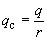 q_c = q/r